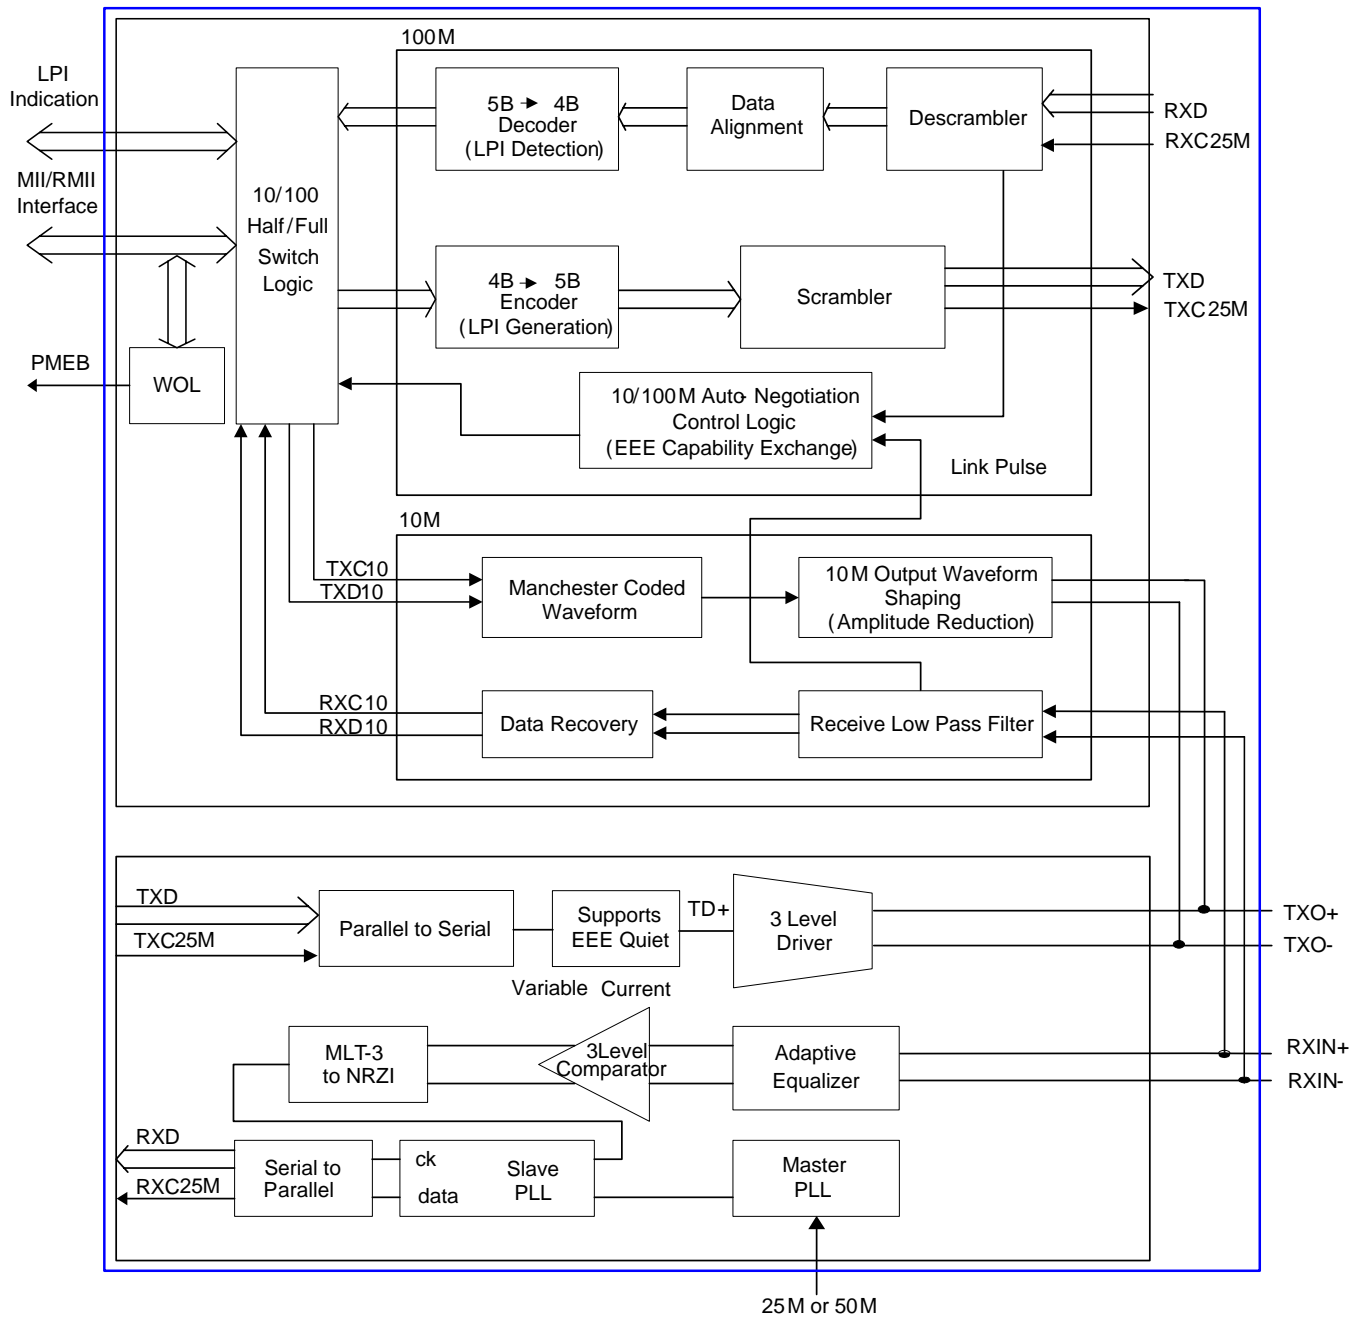 100M
LPI
Indication
5B → 4B
Decoder
(LPI Detection)
Data
Alignment
Descrambler
RXD
RXC25M
MII/RMII
Interface
10/100
Half/Full
Switch
Logic
4B → 5B
Encoder
(LPI Generation)
Scrambler
TXD
TXC25M
PMEB
WOL
10/100M Auto- Negotiation
Control Logic
(EEE Capability Exchange)
Link Pulse
10M
TXC10
TXD10
Manchester Coded
Waveform
10M Output Waveform
Shaping
(Amplitude Reduction)
RXC10
RXD10
Data Recovery
Receive Low Pass Filter
TXD
TXC25M
Parallel to Serial
Supports
EEE Quiet
TD+
3 Level
Driver
TXO+
TXO-
Variable Current
MLT-3
to NRZI
3Level
Comparator
Adaptive
Equalizer
RXIN+
RXIN-
RXD
RXC25M
Serial to
Parallel
ck
data
Slave
PLL
Master
PLL
25M or 50M